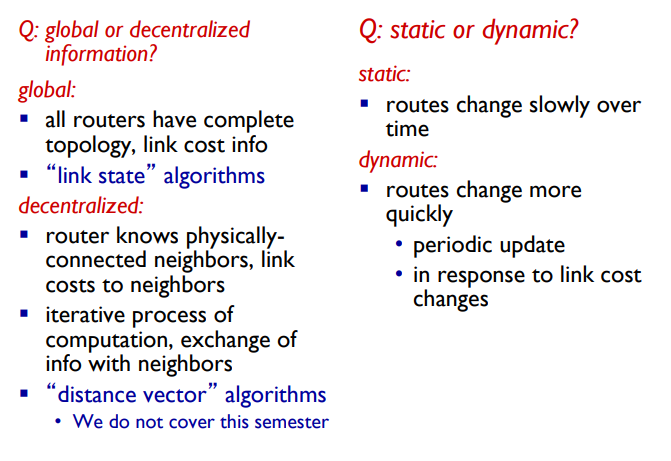 Q: global or decentralized
information?
global:
▪ all routers have complete
topology, link cost info
▪ “link state” algorithms
decentralized:
▪ router knows physically-
connected neighbors, link
costs to neighbors
▪ iterative process of
computation, exchange of
info with neighbors
▪ “distance vector” algorithms
• We do not cover this semester
Q: static or dynamic?
static:
▪ routes change slowly over
time
dynamic:
▪ routes change more
quickly
• periodic update
• in response to link cost
changes